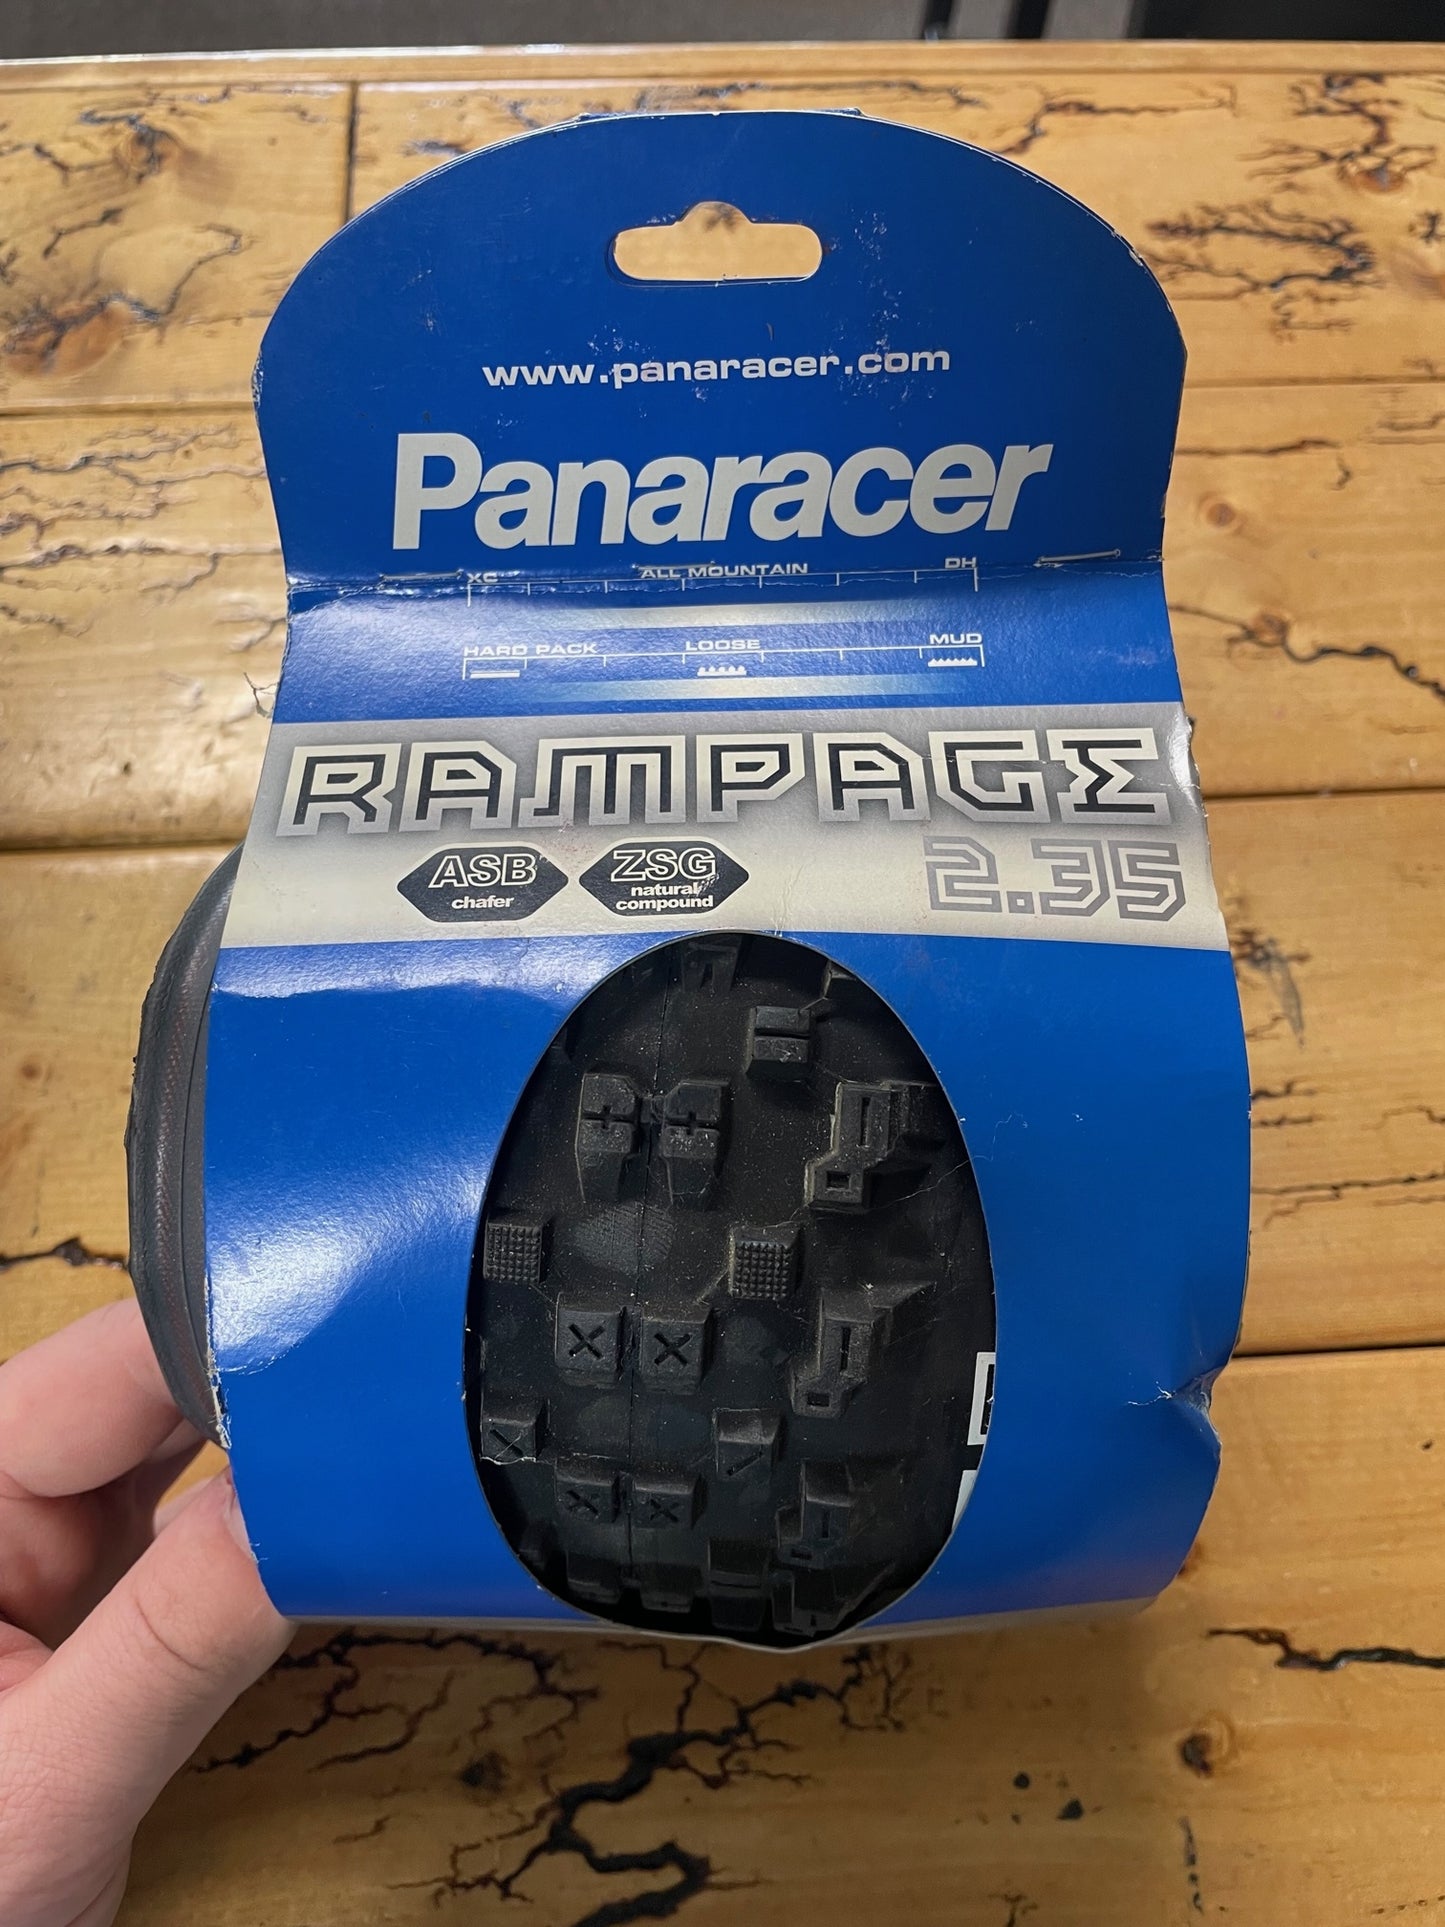 www.panaracer.com
Panaracer
XC ALL MOUNTAIN DH
HARD PACK LOOSE MUD
RAMPAGE
ASB chafer
ZSG natural compound
2.35